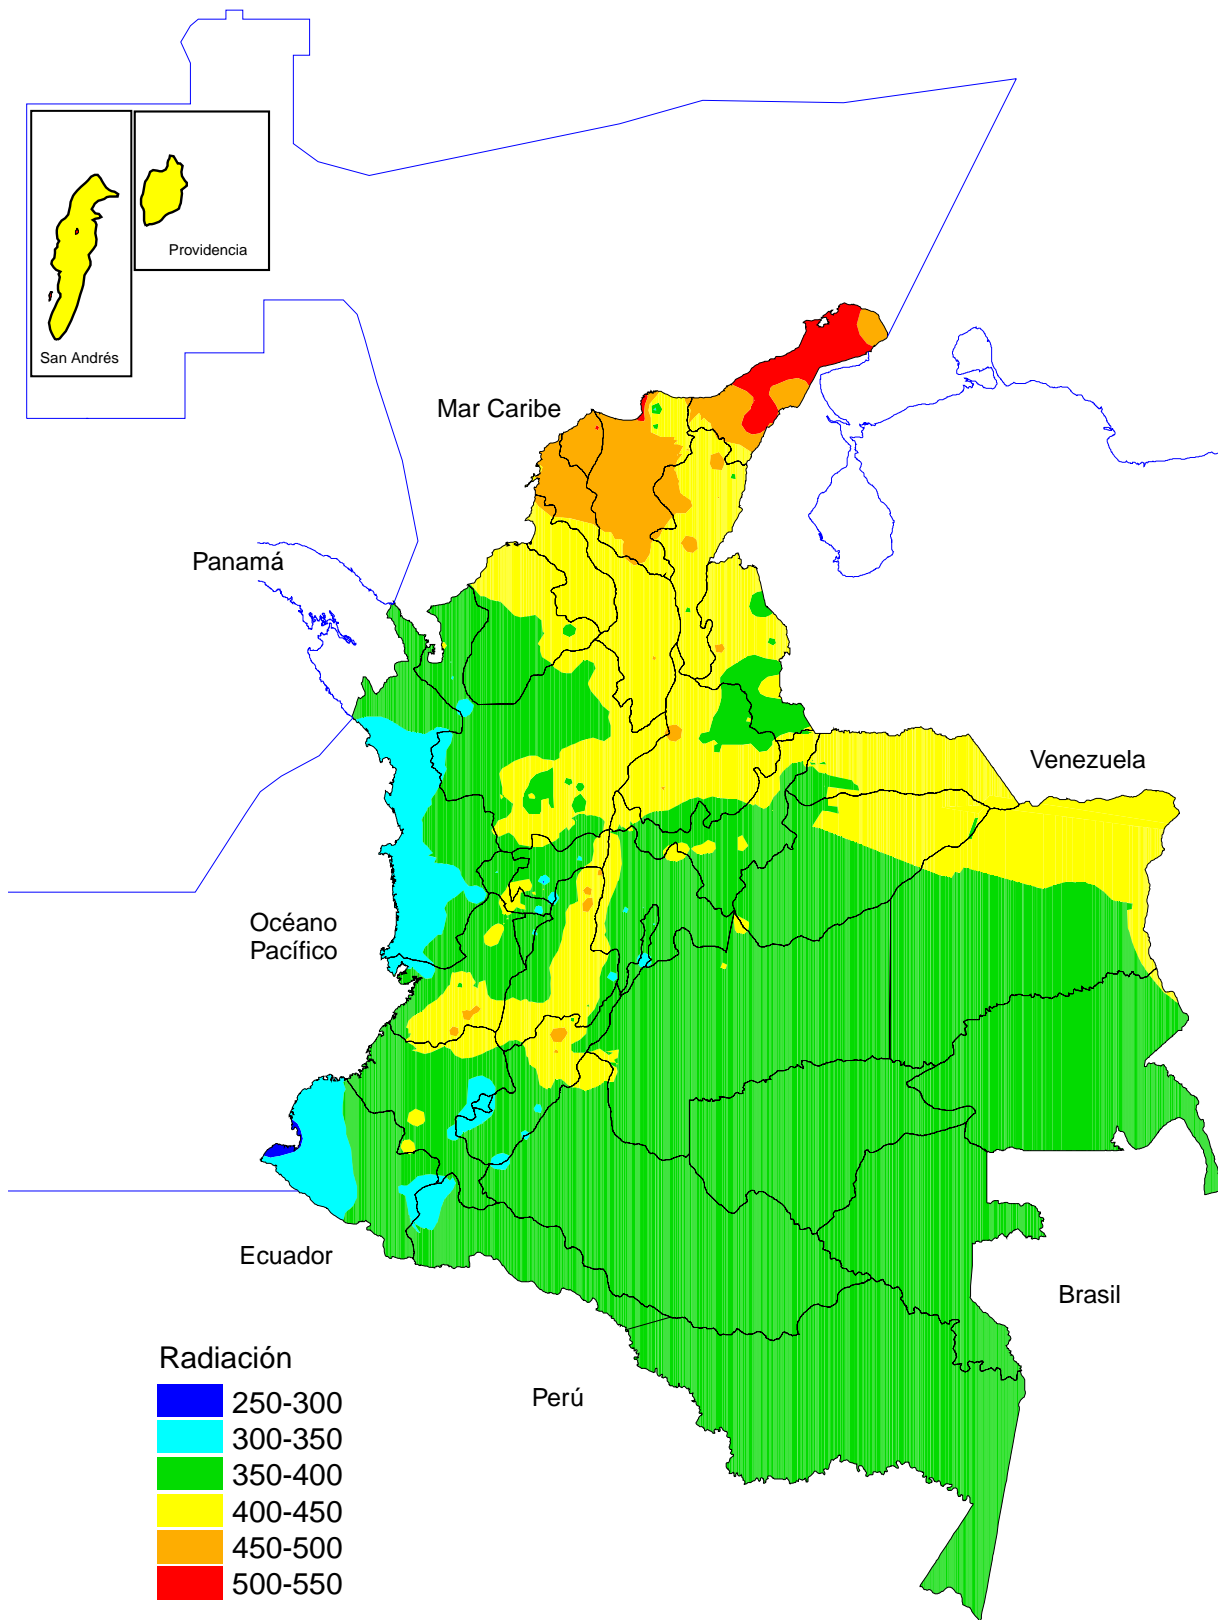 Providencia
San Andrés
Mar Caribe
Panamá
Venezuela
Océano
Pacífico
Ecuador
Brasil
Perú
Radiación
250-300
300-350
350-400
400-450
450-500
500-550